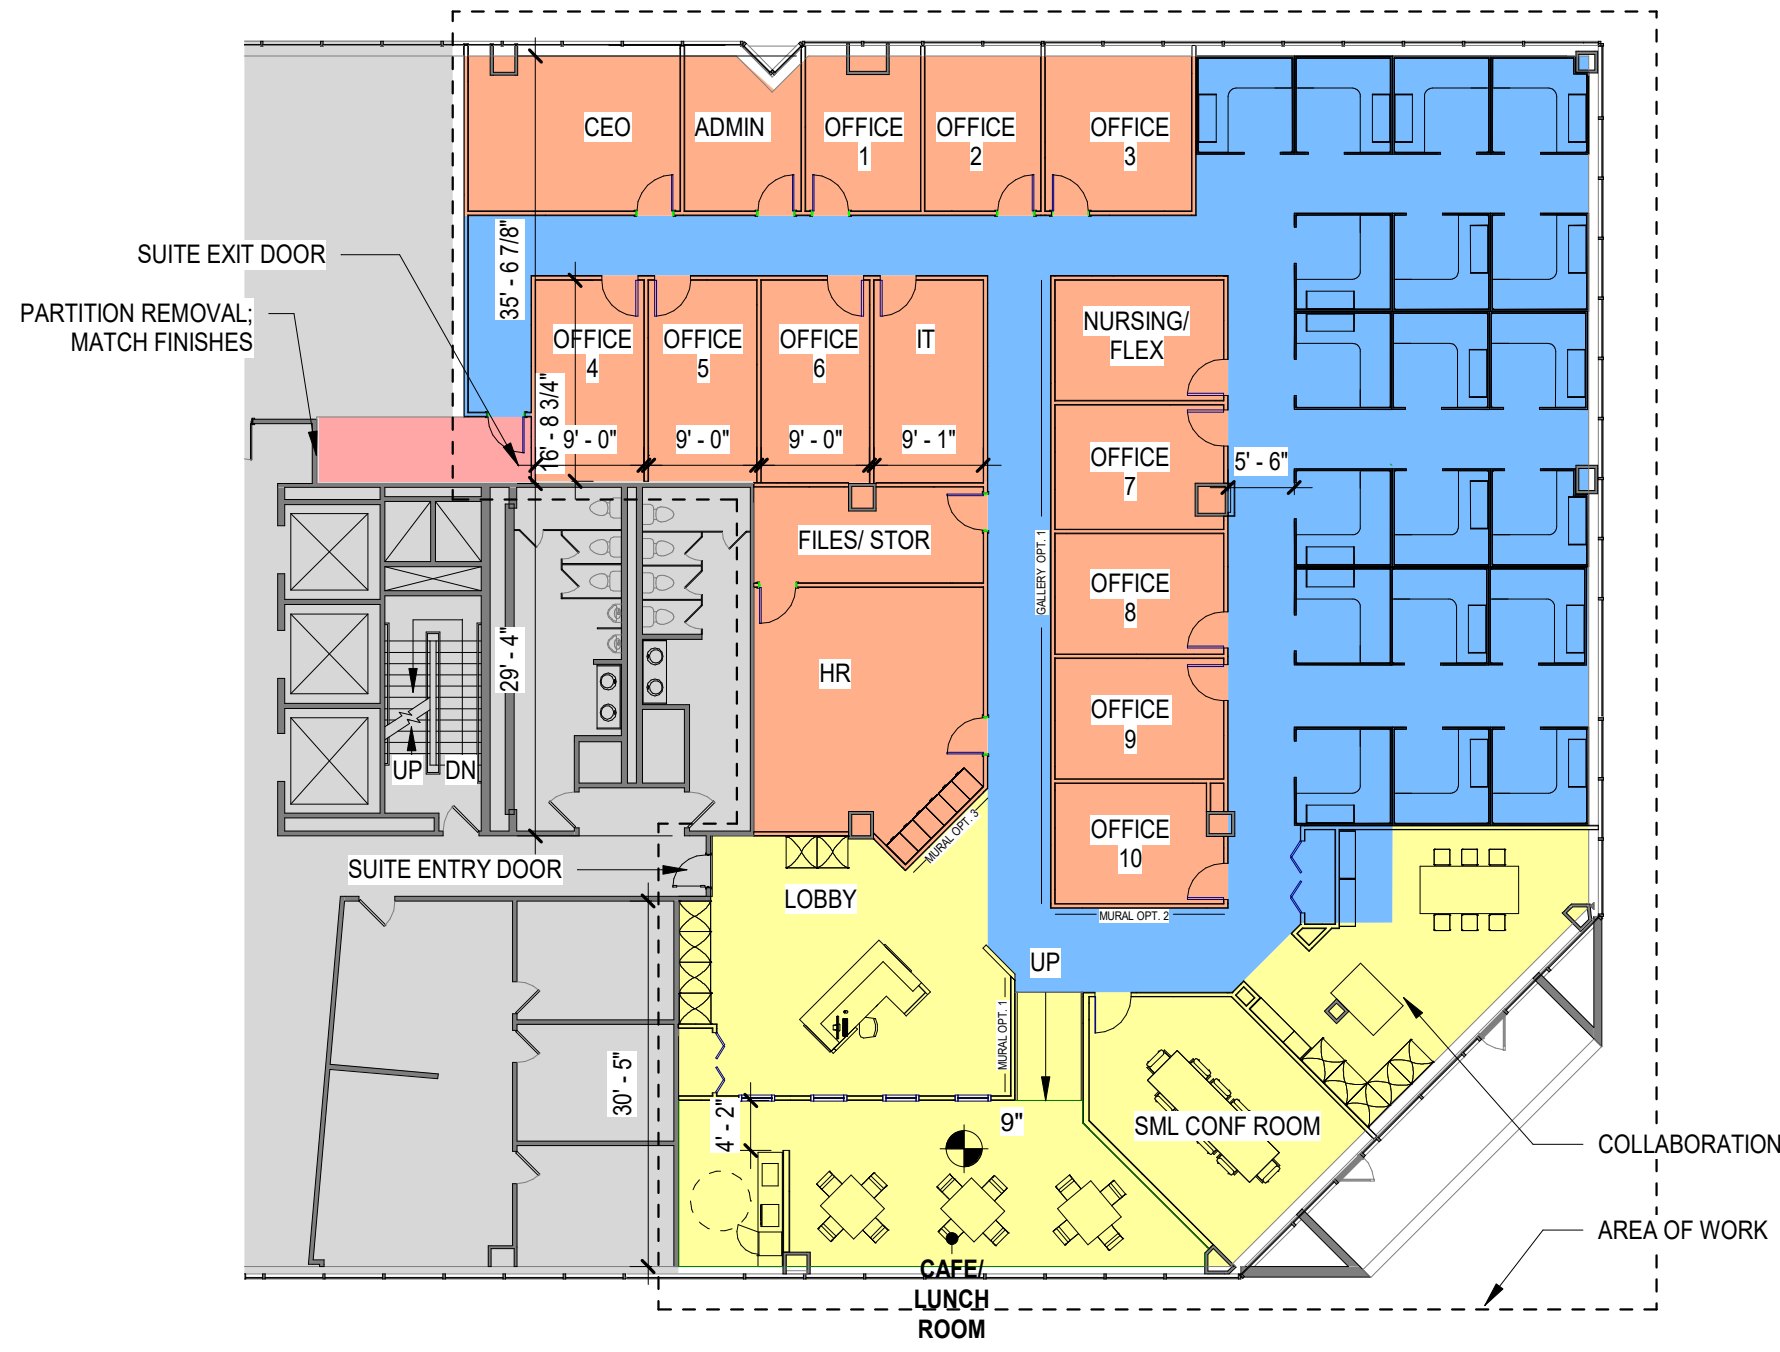 CEO
ADMIN
OFFICE
1
OFFICE
2
OFFICE
3
SUITE EXIT DOOR
35' - 6 7/8"
PARTITION REMOVAL;
MATCH FINISHES
OFFICE
4
OFFICE
5
OFFICE
6
IT
NURSING/
FLEX
16' - 8 3/4"
9' - 0"
9' - 0"
9' - 0"
9' - 1"
OFFICE
7
5' - 6"
FILES/ STOR
GALLERY OPT. 1
OFFICE
8
29' - 4"
HR
OFFICE
9
UP
DN
MURAL OPT. 3
OFFICE
10
SUITE ENTRY DOOR
LOBBY
MURAL OPT. 2
UP
MURAL OPT. 1
30' - 5"
4' - 2"
9"
SML CONF ROOM
COLLABORATION
AREA OF WORK
CAFE/
LUNCH
ROOM